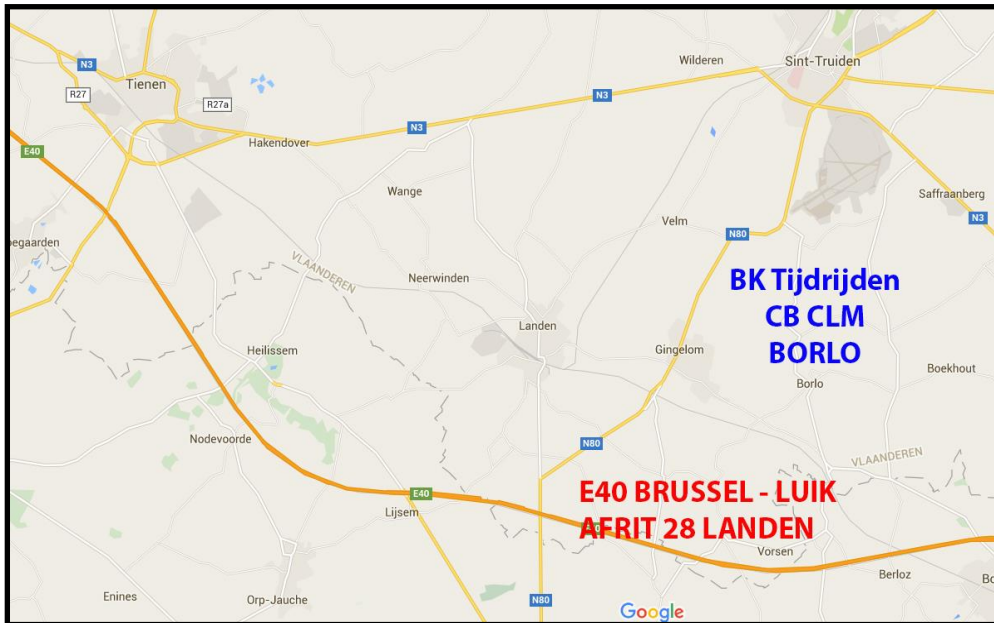 Wilderen
Sint-Truiden
N3
Tienen
R27
R27a
N3
N3
Hakendover
E40
Wange
Saffraanberg
N3
Velm
N80
VLAANDEREN
Neerwinden
BK Tijdrijden
CB CLM
BORLO
Landen
Gingelom
Heilissem
Boekhout
Borlo
Nodevoorde
N80
VLAANDEREN
E40 BRUSSEL - LUIK
AFRIT 28 LANDEN
E40
Lijsem
Vorsen
Berloz
Enines
Orp-Jauche
N80
Google